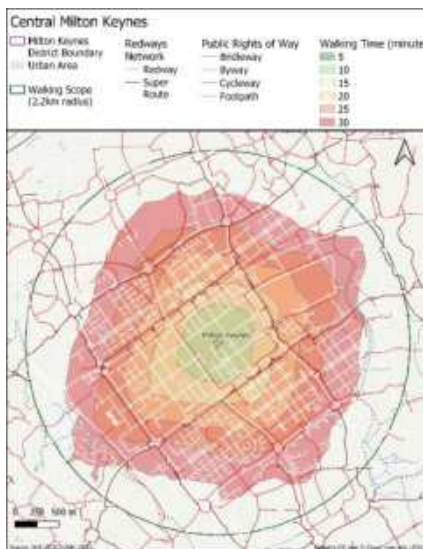 Central Milton Keynes
Milton Keynes
District Boundary
Urban Area
Walking Scope
(2.2km radius)
Redways
Network
Redway
Super
Route
Public Rights of Way
Bridleway
Byway
Cycleway
Footpath
Walking Time (minute
5
10
15
20
25
30
Milton Keynes
0 250 500 m